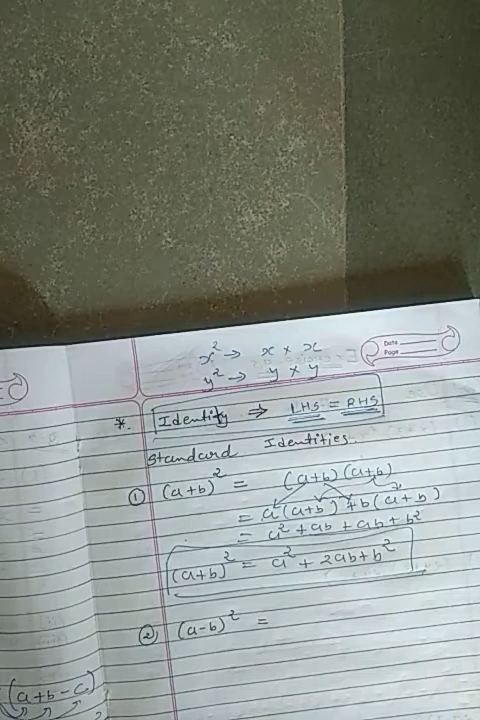 x² → x × x
Date
Page
y² → y × y
*. Identity ⇒ LHS = RHS
Standard Identities.
① (a+b)² = (a+b)(a+b)
= a(a+b) + b(a+b)
= a² + ab + ab + b²
(a+b)² = a² + 2ab + b²
② (a-b)² =
(a+b-c)